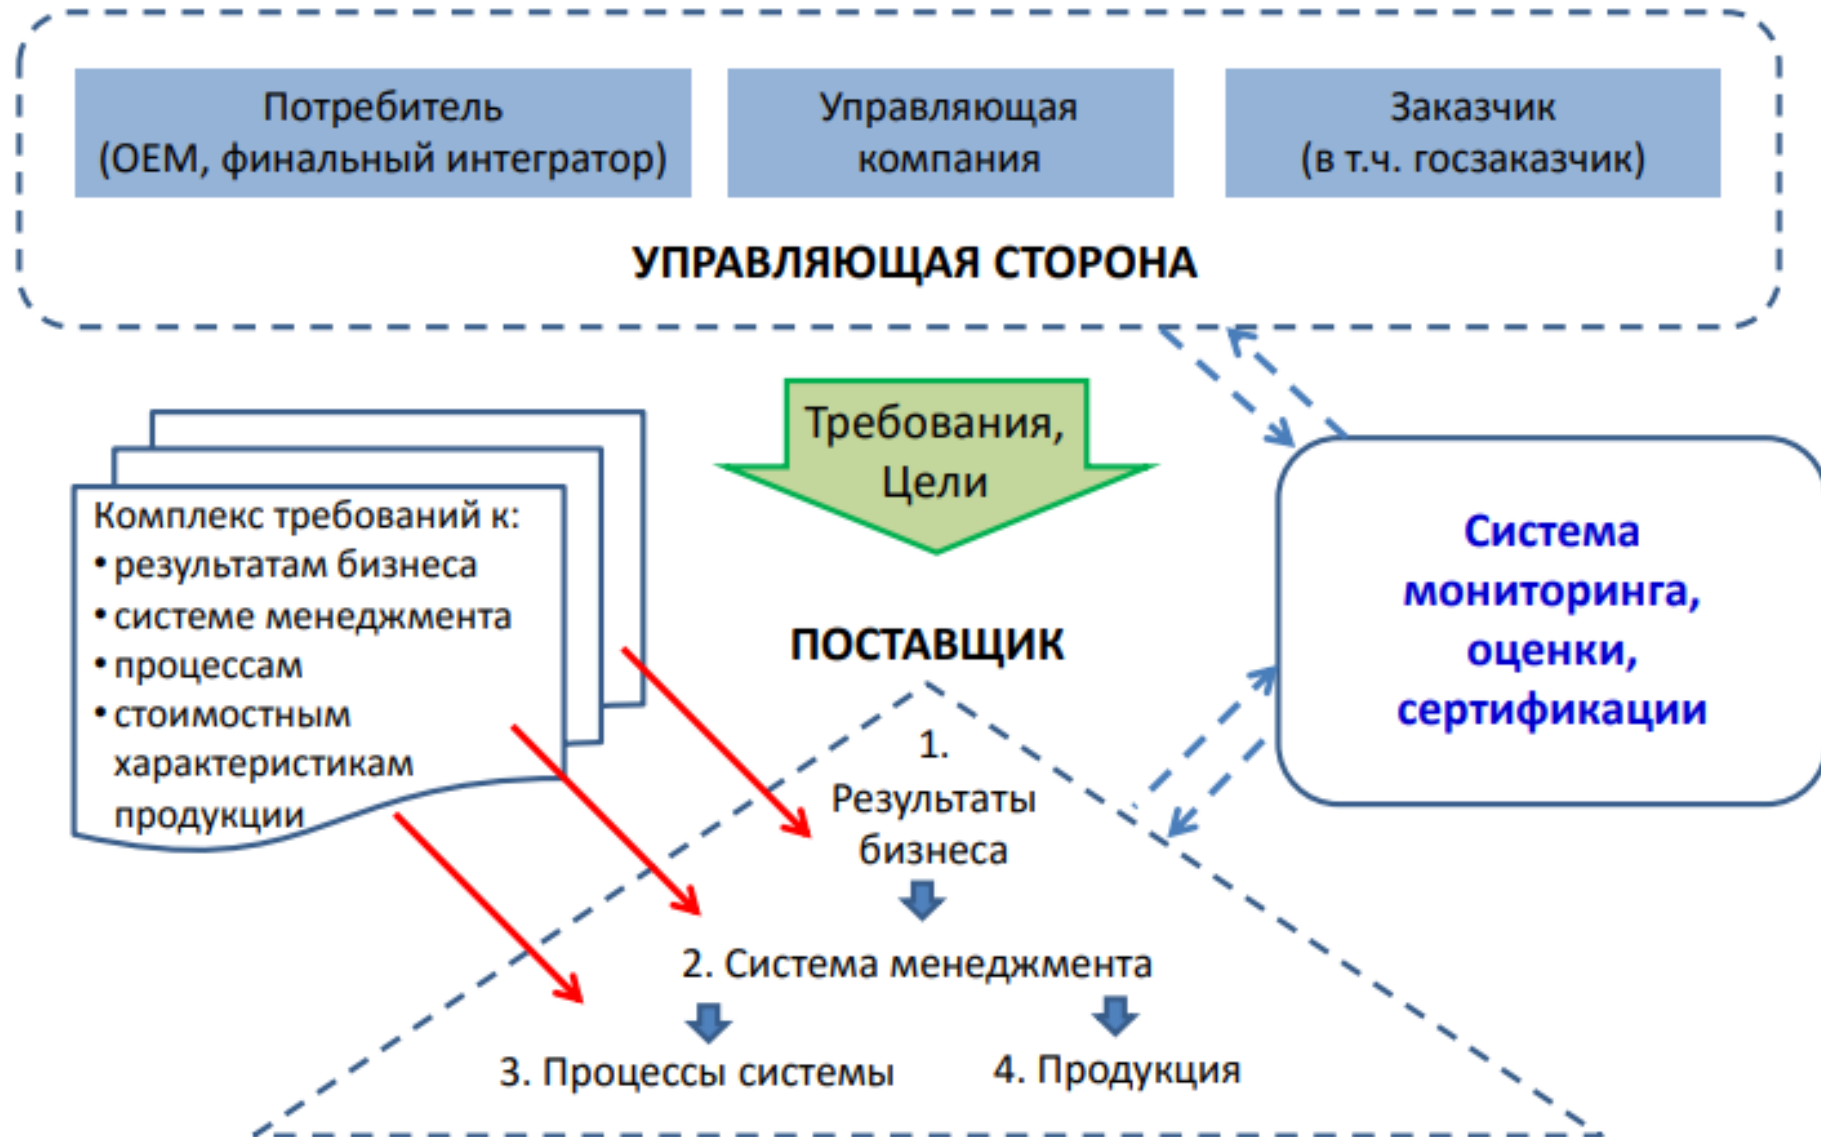 Потребитель
(OEM, финальный интегратор)
Управляющая
компания
Заказчик
(в т.ч. госзаказчик)
УПРАВЛЯЮЩАЯ СТОРОНА
Требования,
Цели
Комплекс требований к:
• результатам бизнеса
• системе менеджмента
• процессам
• стоимостным
характеристикам
продукции
Система
мониторинга,
оценки,
сертификации
ПОСТАВЩИК
1.
Результаты
бизнеса
2. Система менеджмента
3. Процессы системы
4. Продукция